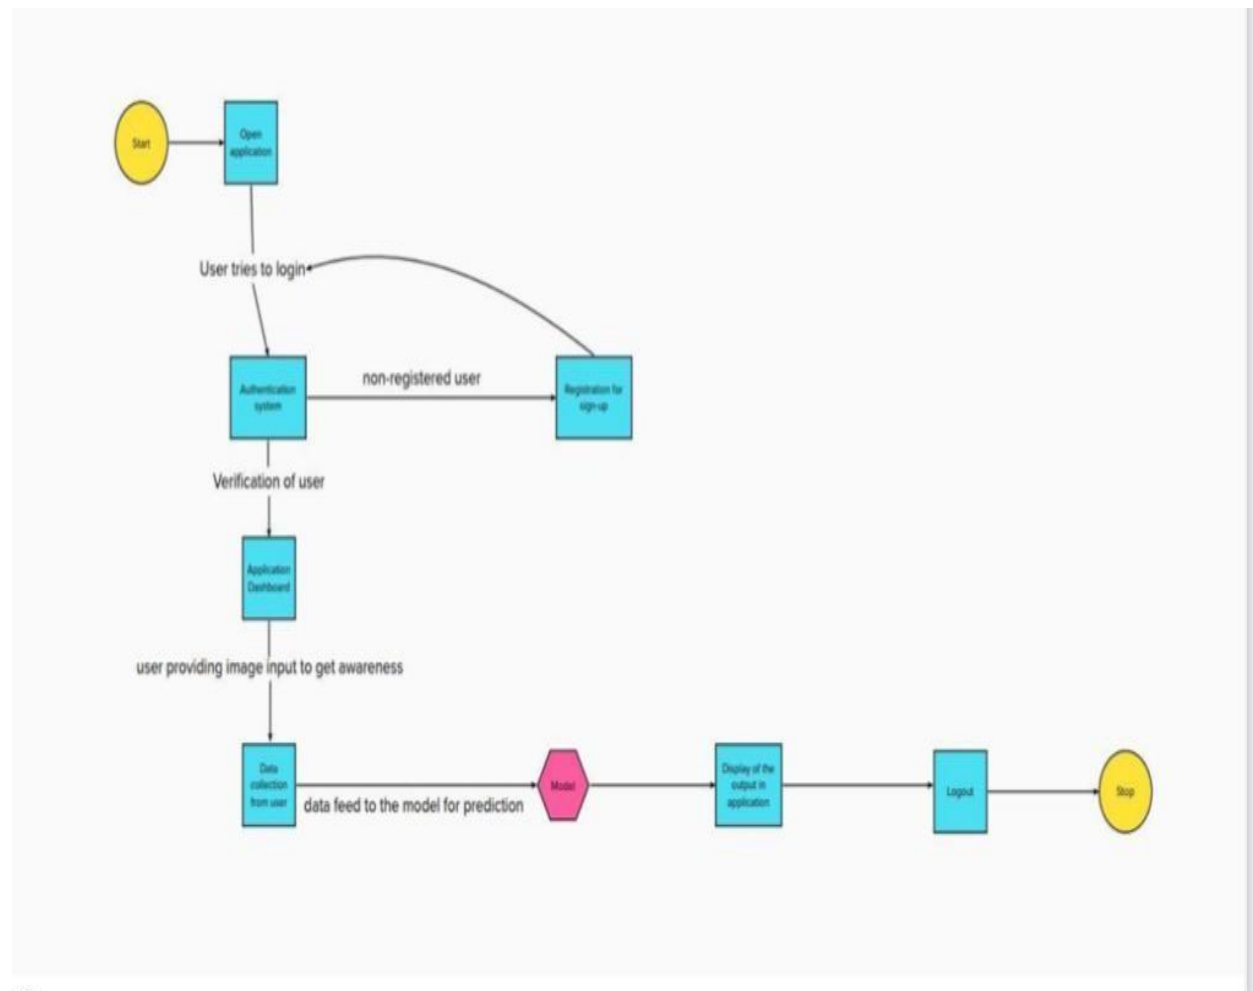 Start
Open
application
User tries to login
Authentication
system
non-registered user
Registration for
sign-up
Verification of user
Application
Dashboard
user providing image input to get awareness
Data
collection
from user
data feed to the model for prediction
Model
Display of the
output in
application
Logout
Stop